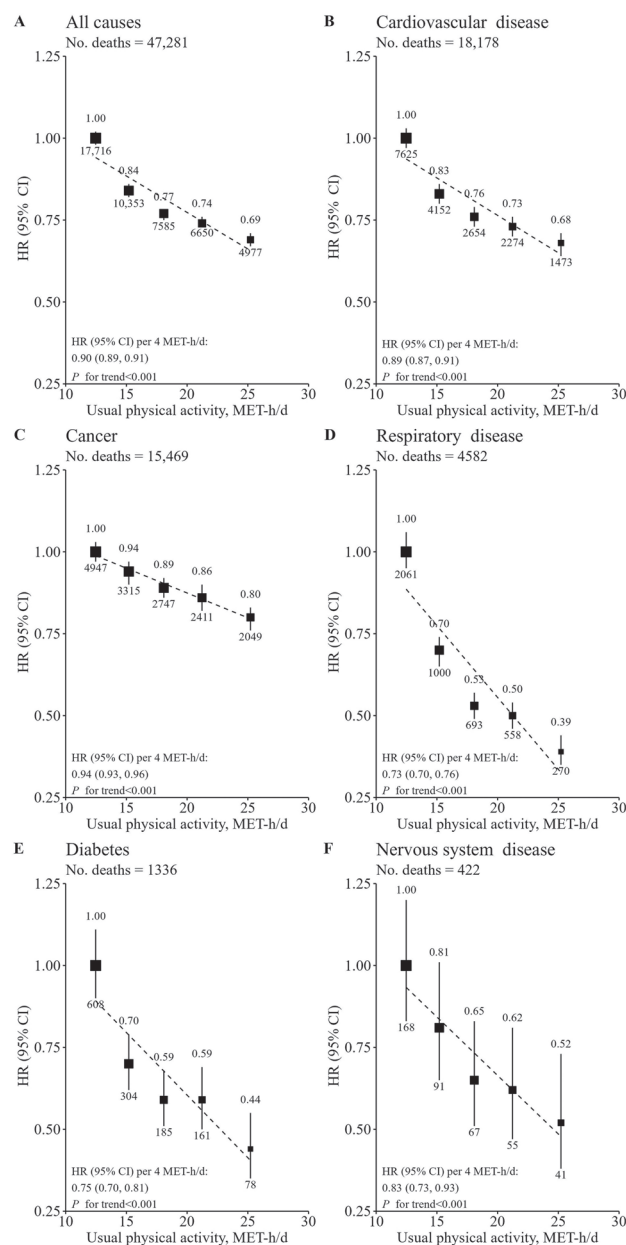 A All causes
No. deaths = 47,281
1.25
1.00
0.75
0.50
0.25
HR (95% CI)
1.00
17,716
0.84
10,353
0.77
7585
0.74
6650
0.69
4977
HR (95% CI) per 4 MET-h/d:
0.90 (0.89, 0.91)
P for trend<0.001
10 15 20 25 30
Usual physical activity, MET-h/d
B Cardiovascular disease
No. deaths = 18,178
1.25
1.00
0.75
0.50
0.25
HR (95% CI)
1.00
7625
0.83
4152
0.76
2654
0.73
2274
0.68
1473
HR (95% CI) per 4 MET-h/d:
0.89 (0.87, 0.91)
P for trend<0.001
10 15 20 25 30
Usual physical activity, MET-h/d
C Cancer
No. deaths = 15,469
1.25
1.00
0.75
0.50
0.25
HR (95% CI)
1.00
4947
0.94
3315
0.89
2747
0.86
2411
0.80
2049
HR (95% CI) per 4 MET-h/d:
0.94 (0.93, 0.96)
P for trend<0.001
10 15 20 25 30
Usual physical activity, MET-h/d
D Respiratory disease
No. deaths = 4582
1.25
1.00
0.75
0.50
0.25
HR (95% CI)
1.00
2061
0.70
1000
0.53
693
0.50
558
0.39
270
HR (95% CI) per 4 MET-h/d:
0.73 (0.70, 0.76)
P for trend<0.001
10 15 20 25 30
Usual physical activity, MET-h/d
E Diabetes
No. deaths = 1336
1.25
1.00
0.75
0.50
0.25
HR (95% CI)
1.00
608
0.70
304
0.59
185
0.59
161
0.44
78
HR (95% CI) per 4 MET-h/d:
0.75 (0.70, 0.81)
P for trend<0.001
10 15 20 25 30
Usual physical activity, MET-h/d
F Nervous system disease
No. deaths = 422
1.25
1.00
0.75
0.50
0.25
HR (95% CI)
1.00
168
0.81
91
0.65
67
0.62
55
0.52
41
HR (95% CI) per 4 MET-h/d:
0.83 (0.73, 0.93)
P for trend<0.001
10 15 20 25 30
Usual physical activity, MET-h/d